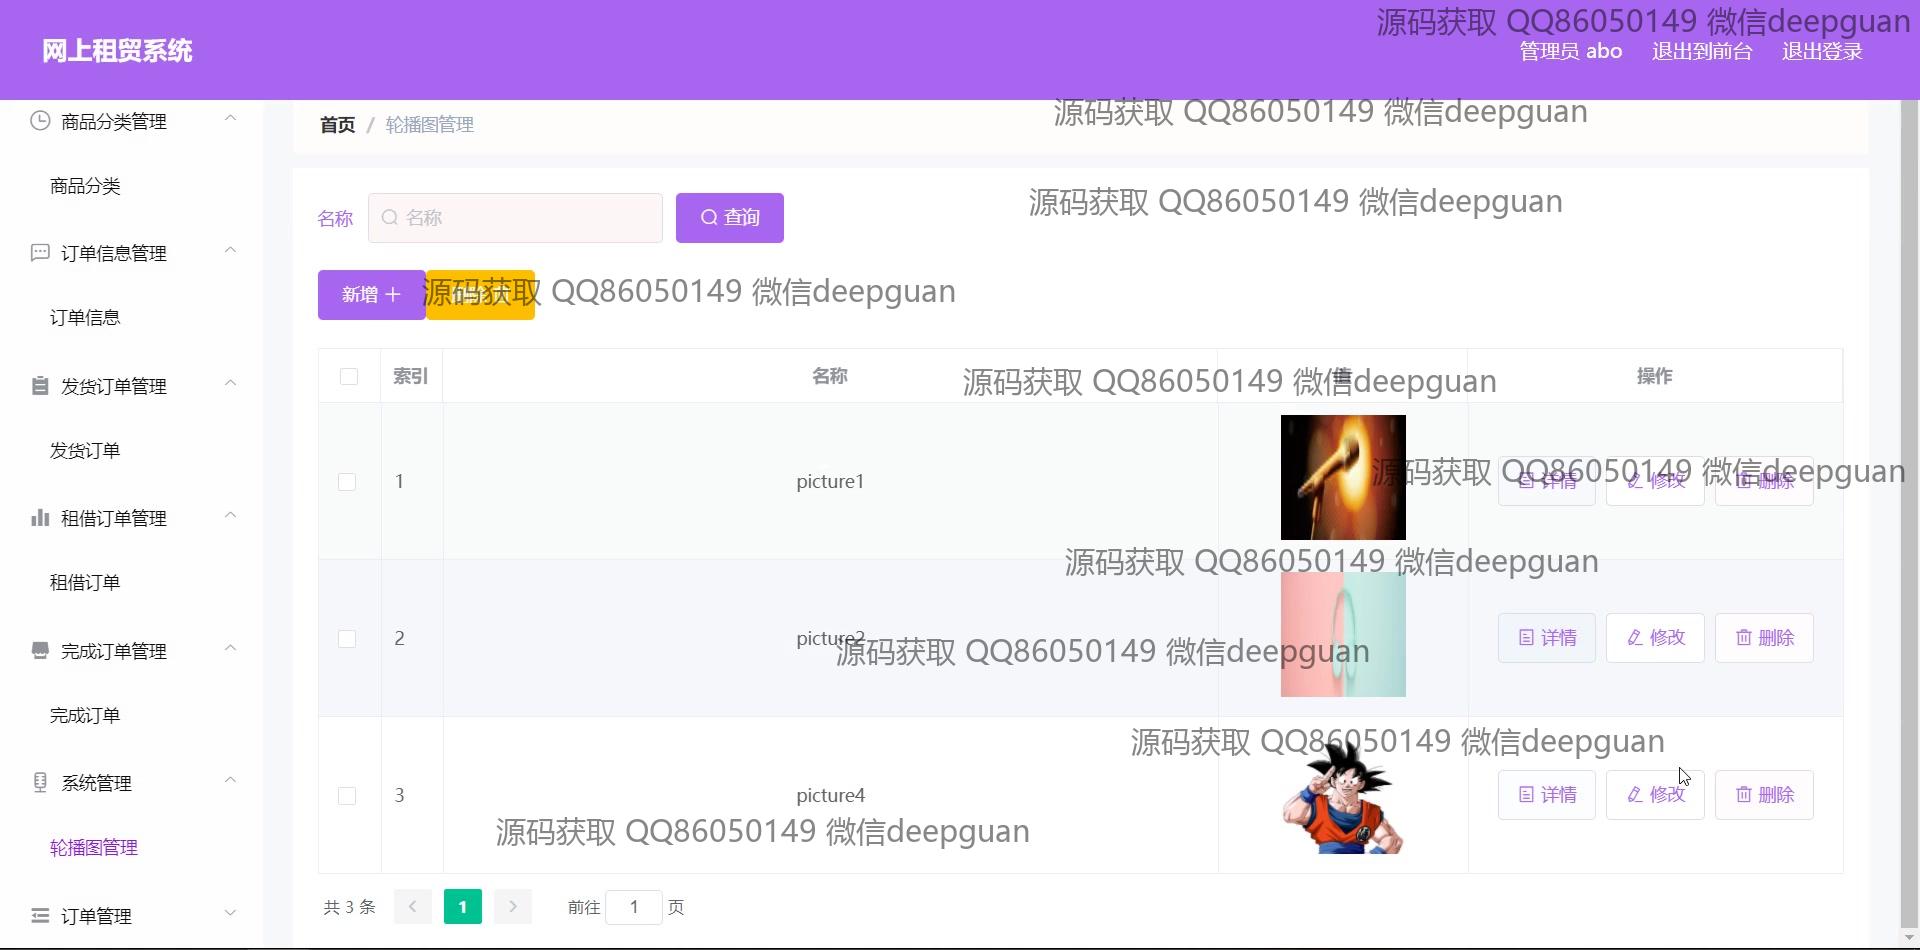 源码获取 QQ86050149 微信deepguan
网上租贸系统
管理员 abo 退出到前台 退出登录
商品分类管理
首页 / 轮播图管理
源码获取 QQ86050149 微信deepguan
商品分类
名称 名称 查询
源码获取 QQ86050149 微信deepguan
订单信息管理
新增
源码获取 QQ86050149 微信deepguan
订单信息
索引 名称 值 操作
源码获取 QQ86050149 微信deepguan
发货订单管理
发货订单
1 picture1 详情 修改 删除
源码获取 QQ86050149 微信deepguan
租借订单管理
源码获取 QQ86050149 微信deepguan
租借订单
2 picture2 详情 修改 删除
源码获取 QQ86050149 微信deepguan
完成订单管理
完成订单
源码获取 QQ86050149 微信deepguan
系统管理
3 picture4 详情 修改 删除
源码获取 QQ86050149 微信deepguan
轮播图管理
共 3 条 1 前往 1 页
订单管理